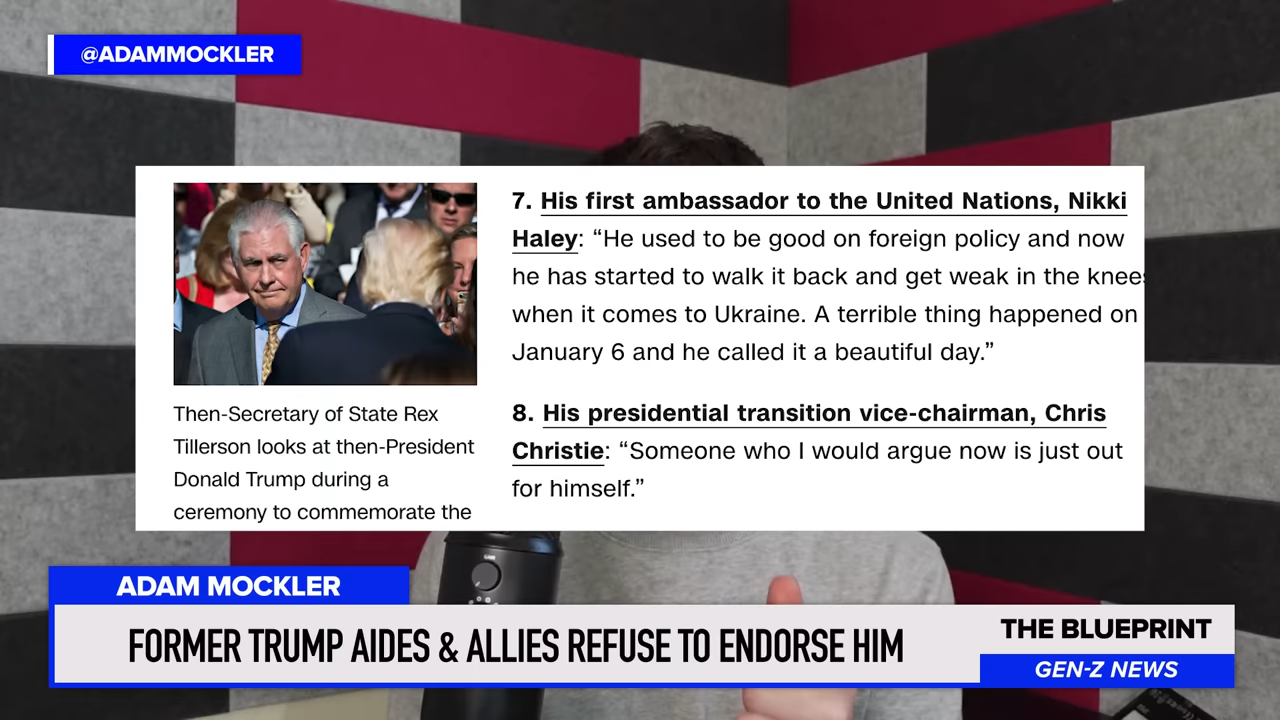 @ADAMMOCKLER
7. His first ambassador to the United Nations, Nikki
Haley: “He used to be good on foreign policy and now
he has started to walk it back and get weak in the knees
when it comes to Ukraine. A terrible thing happened on
January 6 and he called it a beautiful day.”
8. His presidential transition vice-chairman, Chris
Christie: “Someone who I would argue now is just out
for himself.”
Then-Secretary of State Rex
Tillerson looks at then-President
Donald Trump during a
ceremony to commemorate the
ADAM MOCKLER
FORMER TRUMP AIDES & ALLIES REFUSE TO ENDORSE HIM
THE BLUEPRINT
GEN-Z NEWS